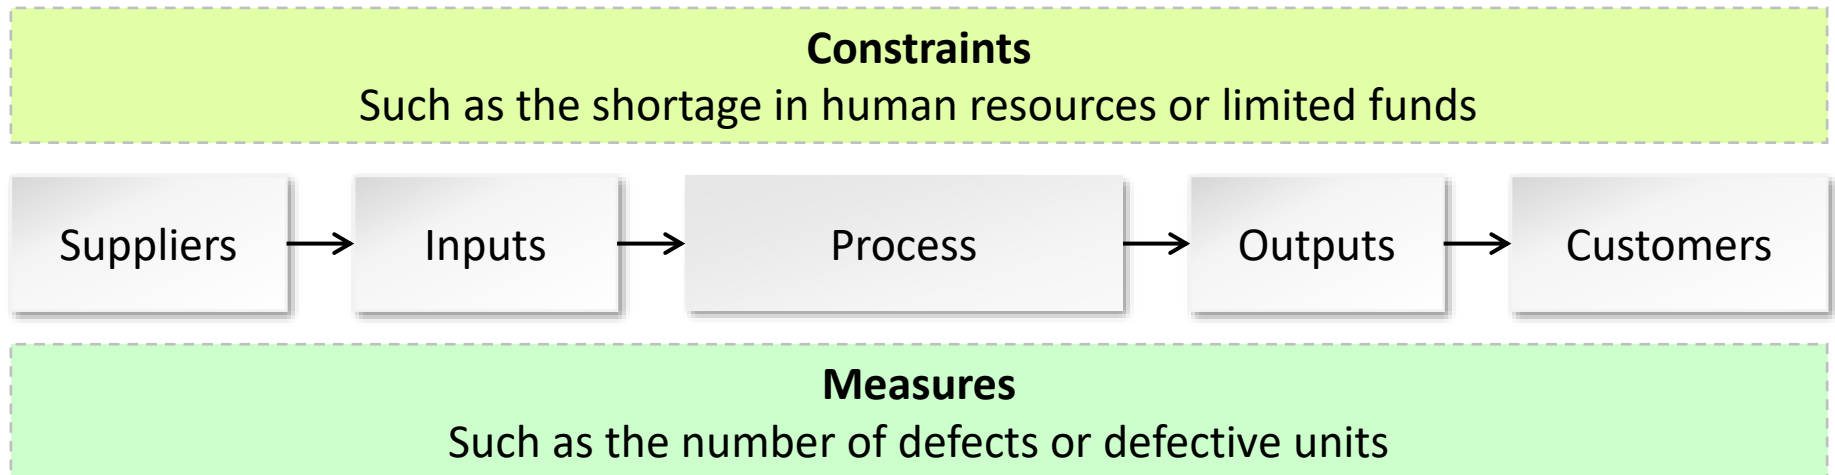 Constraints
Such as the shortage in human resources or limited funds
Suppliers
Inputs
Process
Outputs
Customers
Measures
Such as the number of defects or defective units